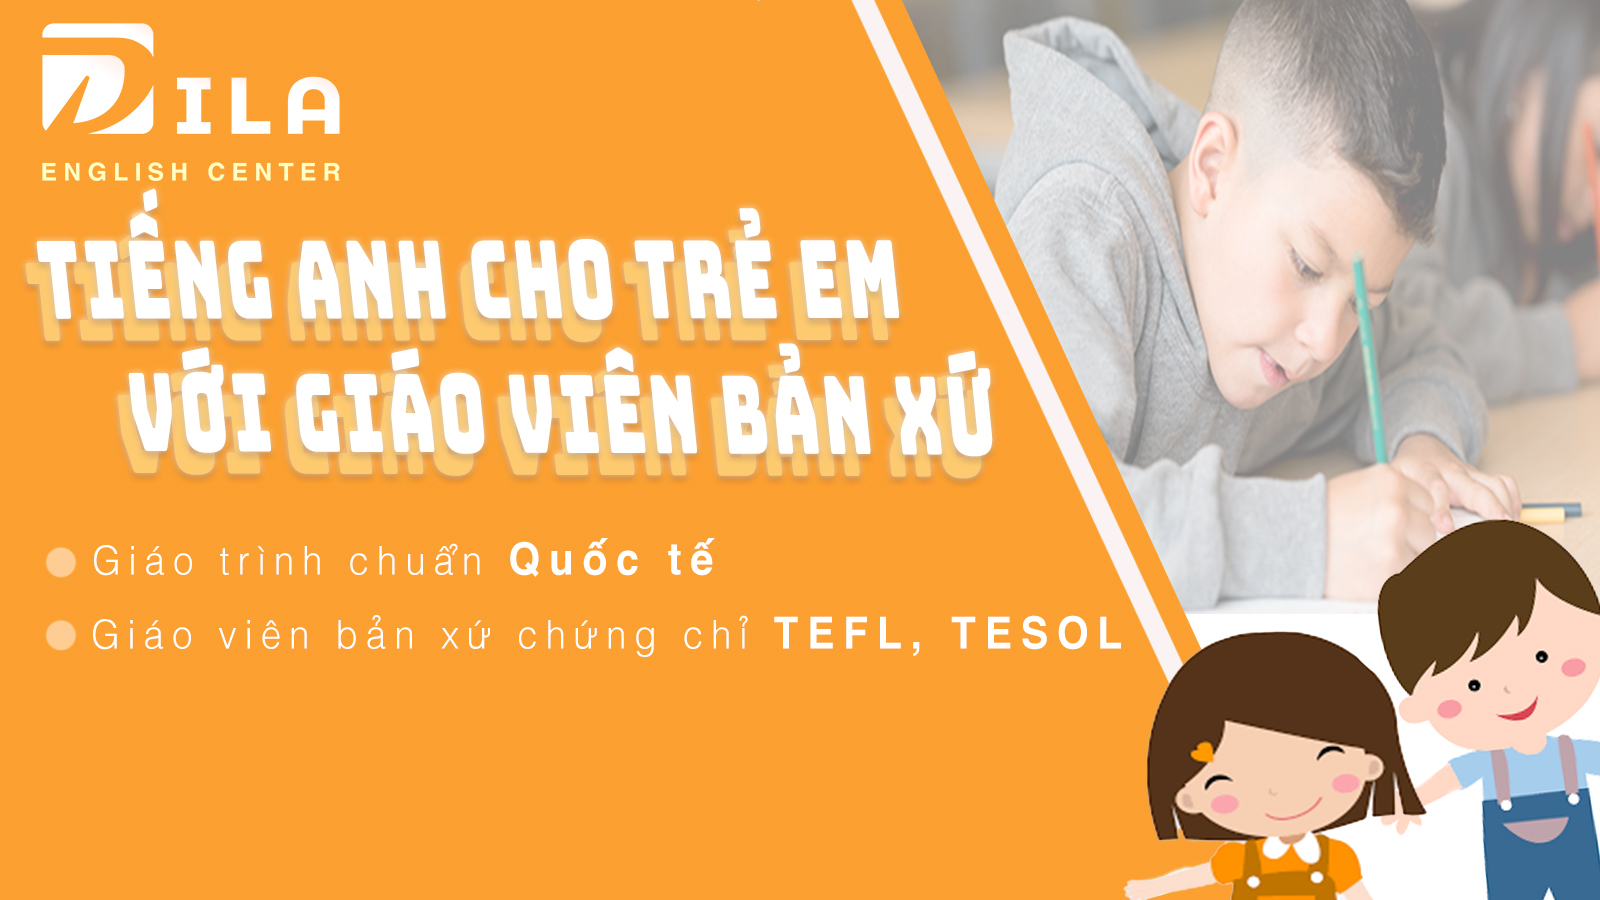 DILA
ENGLISH CENTER
TIẾNG ANH CHO TRẺ EM
VỚI GIÁO VIÊN BẢN XỨ
Giáo trình chuẩn Quốc tế
Giáo viên bản xứ chứng chỉ TEFL, TESOL